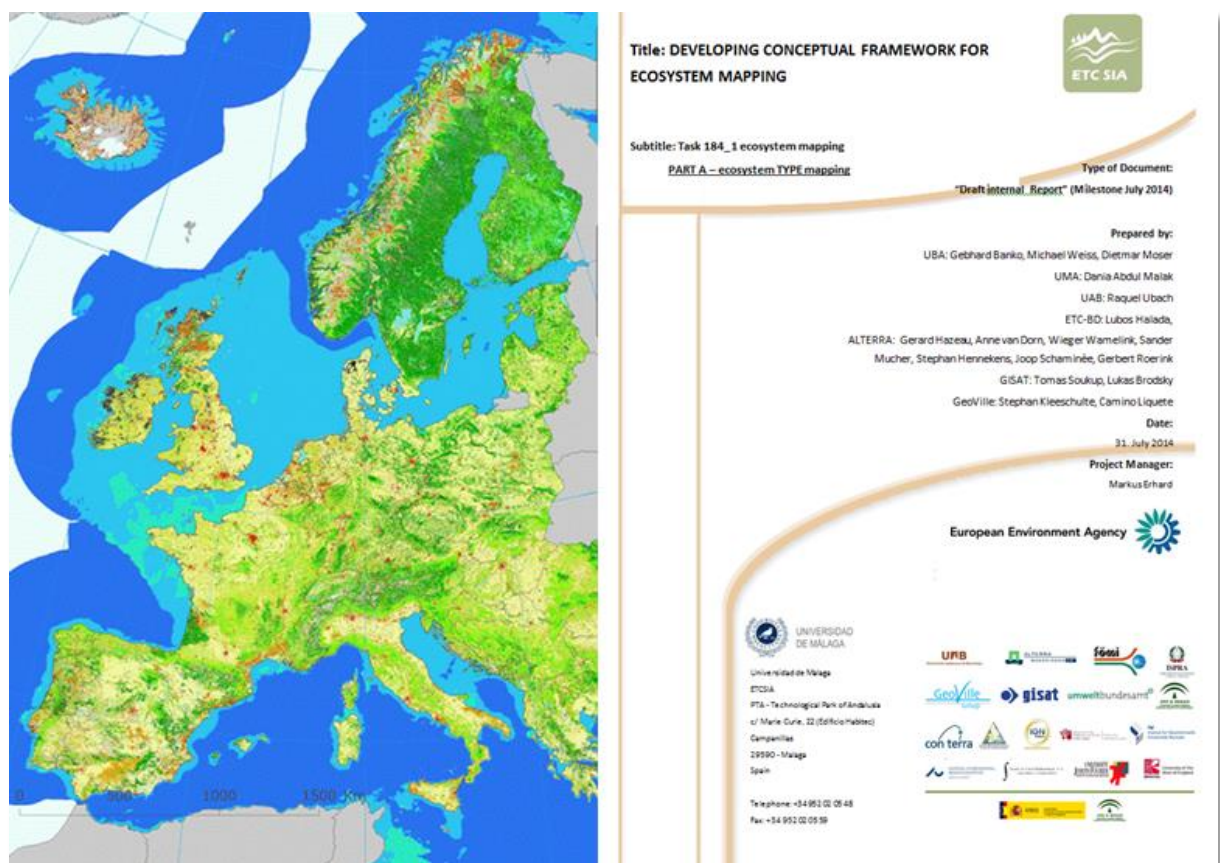 Title: DEVELOPING CONCEPTUAL FRAMEWORK FOR
ECOSYSTEM MAPPING
ETC SIA
Subtitle: Task 184_1 ecosystem mapping
PART A – ecosystem TYPE mapping
Type of Document:
"Draft internal Report" (Milestone July 2014)
Prepared by:
UBA: Gebhard Banko, Michael Weiss, Dietmar Moser
UMA: Dania Abdul Malak
UAB: Raquel Ubach
ETC-BD: Lubos Halada,
ALTERRA: Gerard Hazeau, Anne van Dorn, Wieger Wamelink, Sander
Mucher, Stephan Hennekens, Joop Schaminée, Gerbert Roerink
GISAT: Tomas Soukup, Lukas Brodsky
GeoVille: Stephan Kleeschulte, Camino Liquete
Date:
31. July 2014
Project Manager:
Markus Erhard
European Environment Agency
UNIVERSIDAD
DE MÁLAGA
Universidad de Malaga
ETCSIA
PTA - Technological Park of Andalusia
c/ Marie Curie, 22 (Edificio Habitec)
Campanillas
29590 - Malaga
Spain
Telephone: +34 952 02 05 48
Fax: +34 952 02 05 59
UAB
ALTERRA
fömi
ISPRA
GeoVille
Group
gisat
umweltbundesamt
con terra
IGN
0 500 1000 1500 Km